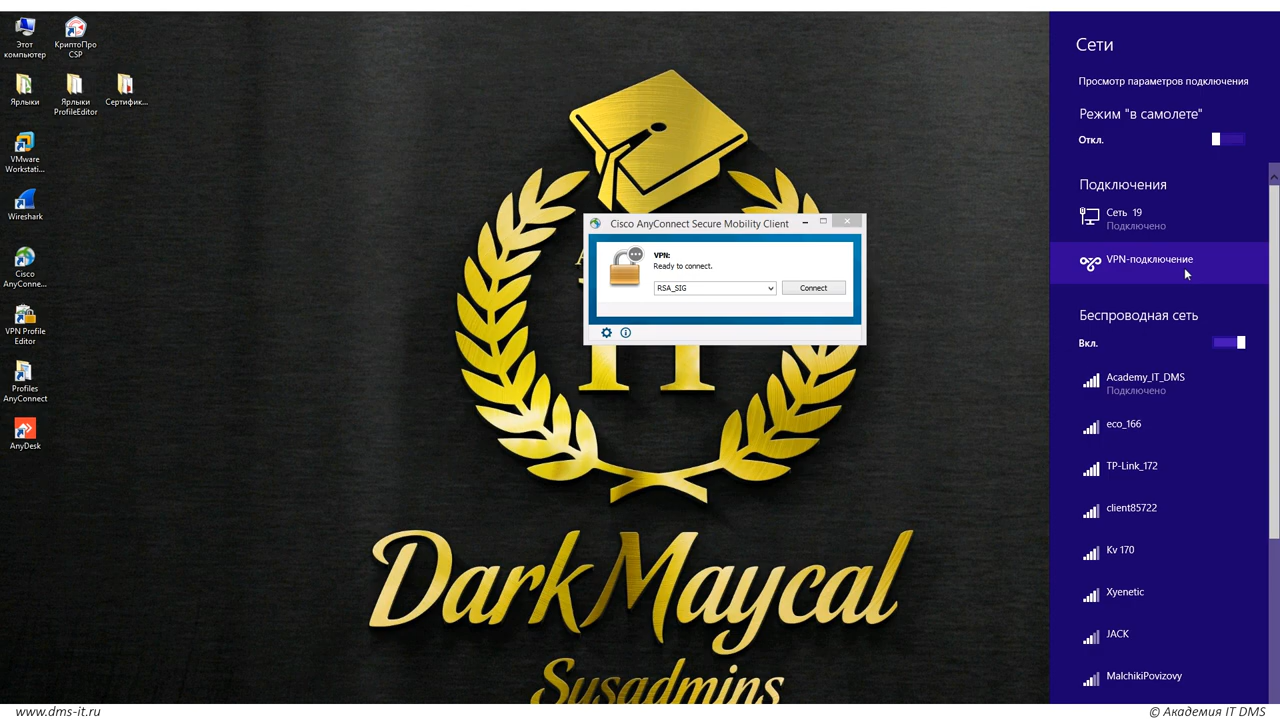 Этот
компьютер
КриптоПро
CSP
Ярлыки
Ярлыки
ProfileEditor
Сертифик...
VMware
Workstati...
Wireshark
Cisco
AnyConne...
VPN Profile
Editor
Profiles
AnyConnect
AnyDesk
Cisco AnyConnect Secure Mobility Client
VPN:
Ready to connect.
RSA_SIG
Connect
DarkMaycal
Susadmins
Сети
Просмотр параметров подключения
Режим "в самолете"
Откл.
Подключения
Сеть 19
Подключено
VPN-подключение
Беспроводная сеть
Вкл.
Academy_IT_DMS
Подключено
eco_166
TP-Link_172
client85722
Kv 170
Xyenetic
JACK
MalchikiPovizovy
www.dms-it.ru
© Академия IT DMS